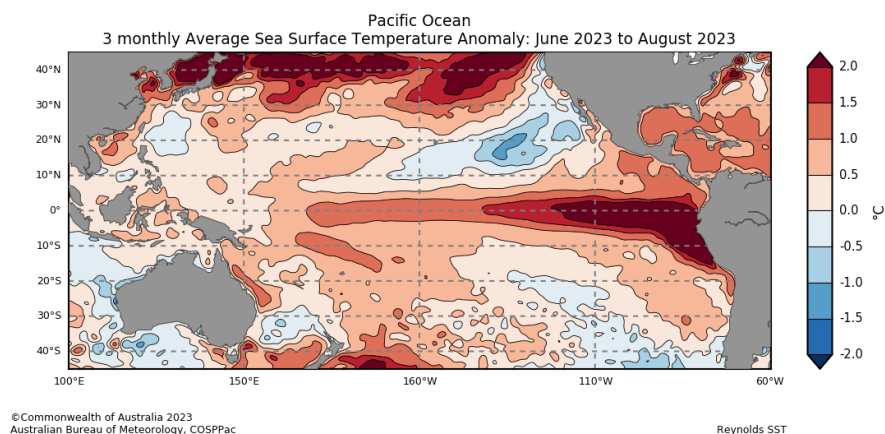 Pacific Ocean
3 monthly Average Sea Surface Temperature Anomaly: June 2023 to August 2023
40°N
30°N
20°N
10°N
0°
10°S
20°S
30°S
40°S
100°E
150°E
160°W
110°W
60°W
2.0
1.5
1.0
0.5
0.0
-0.5
-1.0
-1.5
-2.0
°C
©Commonwealth of Australia 2023
Australian Bureau of Meteorology, COSPPac
Reynolds SST